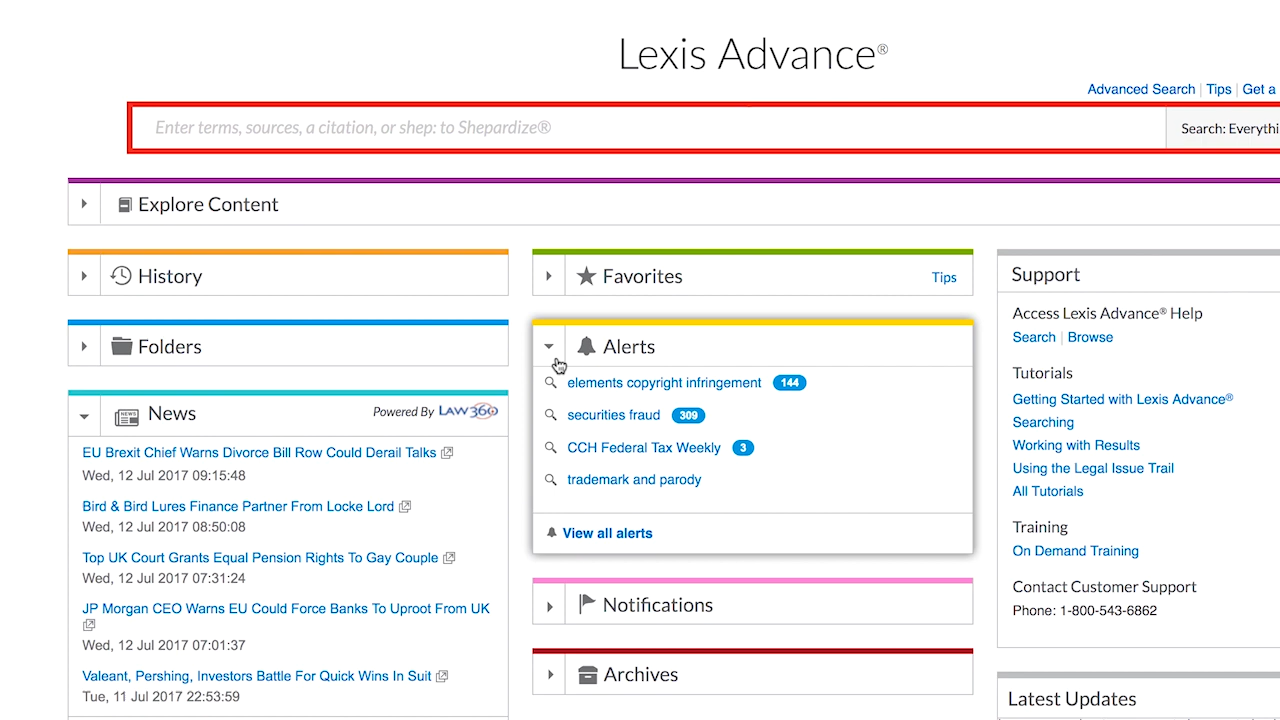 Lexis Advance®
Advanced Search | Tips | Get a
Enter terms, sources, a citation, or shep: to Shepardize®
Search: Everythi
Explore Content
History
Folders
News
Powered By LAW360
EU Brexit Chief Warns Divorce Bill Row Could Derail Talks
Wed, 12 Jul 2017 09:15:48
Bird & Bird Lures Finance Partner From Locke Lord
Wed, 12 Jul 2017 08:50:08
Top UK Court Grants Equal Pension Rights To Gay Couple
Wed, 12 Jul 2017 07:31:24
JP Morgan CEO Warns EU Could Force Banks To Uproot From UK
Wed, 12 Jul 2017 07:01:37
Valeant, Pershing, Investors Battle For Quick Wins In Suit
Tue, 11 Jul 2017 22:53:59
Favorites
Tips
Alerts
elements copyright infringement 144
securities fraud 309
CCH Federal Tax Weekly 3
trademark and parody
View all alerts
Notifications
Archives
Support
Access Lexis Advance® Help
Search | Browse
Tutorials
Getting Started with Lexis Advance®
Searching
Working with Results
Using the Legal Issue Trail
All Tutorials
Training
On Demand Training
Contact Customer Support
Phone: 1-800-543-6862
Latest Updates